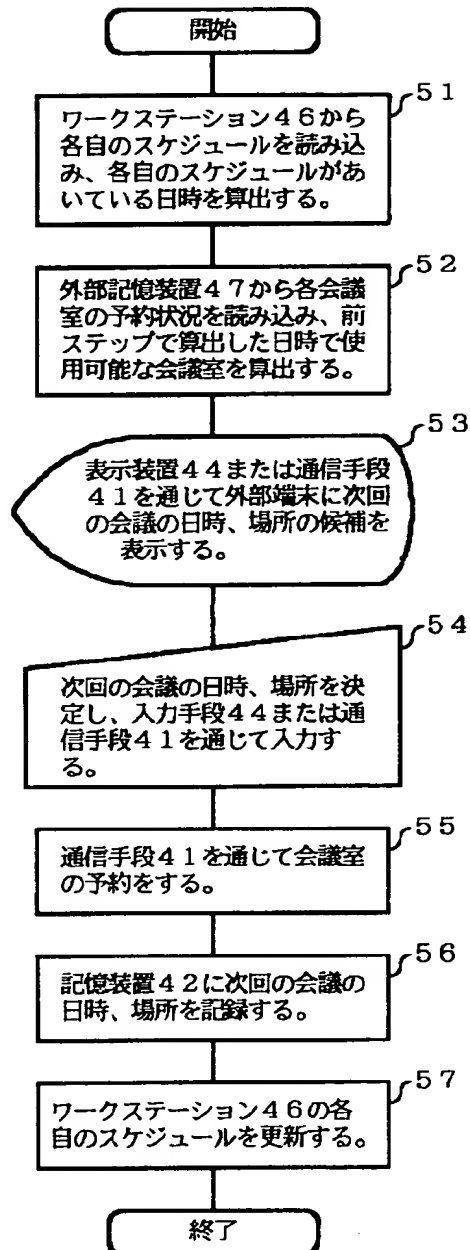 開始
51
ワークステーション46から
各自のスケジュールを読み込
み、各自のスケジュールがあ
いている日時を算出する。
52
外部記憶装置47から各会議
室の予約状況を読み込み、前
ステップで算出した日時で使
用可能な会議室を算出する。
53
表示装置44または通信手段
41を通じて外部端末に次回
の会議の日時、場所の候補を
表示する。
54
次回の会議の日時、場所を決
定し、入力手段44または通
信手段41を通じて入力す
る。
55
通信手段41を通じて会議室
の予約をする。
56
記憶装置42に次回の会議の
日時、場所を記録する。
57
ワークステーション46の各
自のスケジュールを更新する。
終了